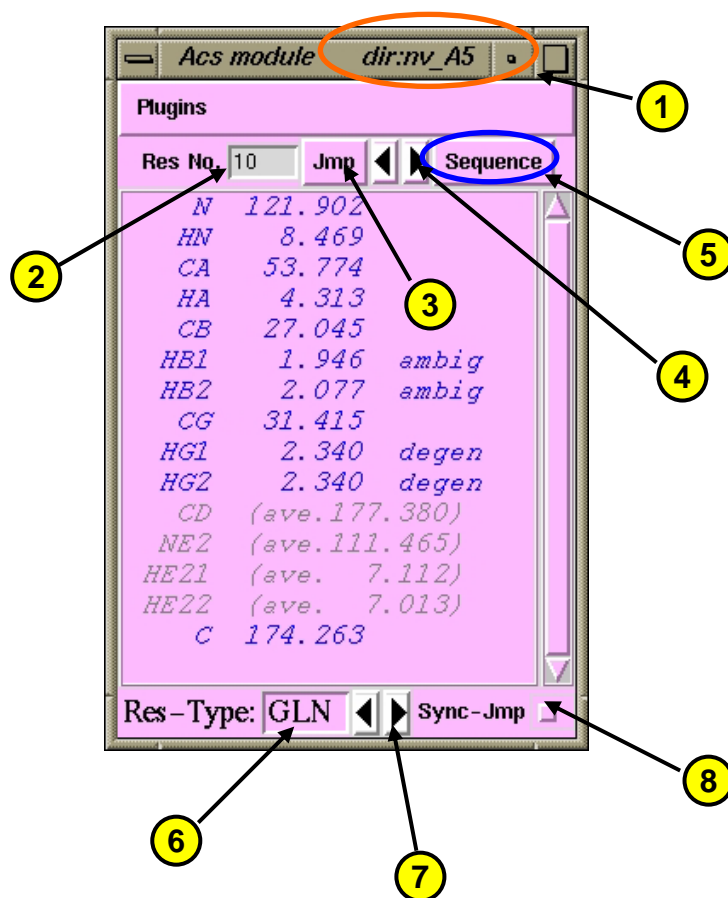 Acs module dir:nv_A5
1
Plugins
Res No. 10 Jmp Sequence
N 121.902
HN 8.469
CA 53.774
HA 4.313
CB 27.045
HB1 1.946 ambig
HB2 2.077 ambig
CG 31.415
HG1 2.340 degen
HG2 2.340 degen
CD (ave.177.380)
NE2 (ave.111.465)
HE21 (ave. 7.112)
HE22 (ave. 7.013)
C 174.263
2
3
5
4
Res-Type: GLN Sync-Jmp
8
6
7